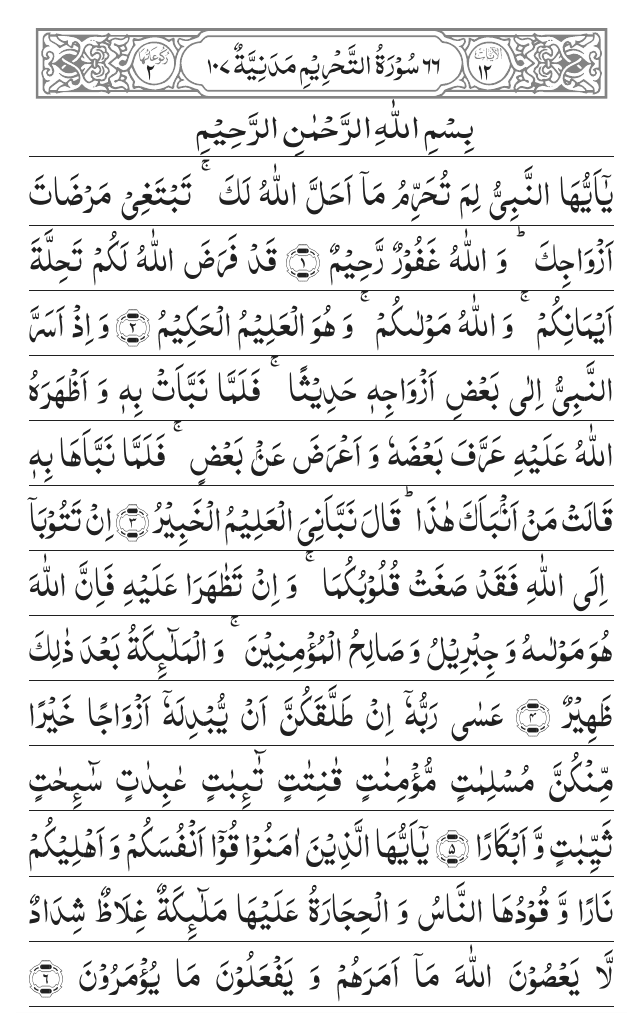 الآيات ١٢ ٦٦ سُوْرَةُ التَّحْرِيْمِ مَدَنِيَّةٌ ١٠٧ رُكُوعَاتُهَا ٢
بِسْمِ اللّٰهِ الرَّحْمٰنِ الرَّحِيْمِ
يٰۤاَيُّهَا النَّبِيُّ لِمَ تُحَرِّمُ مَاۤ اَحَلَّ اللّٰهُ لَكَ ۚ تَبْتَغِيْ مَرْضَاتَ
اَزْوَاجِكَ ؕ وَ اللّٰهُ غَفُوْرٌ رَّحِيْمٌ ۝١ قَدْ فَرَضَ اللّٰهُ لَكُمْ تَحِلَّةَ
اَيْمَانِكُمْ ۚ وَ اللّٰهُ مَوْلٰىكُمْ ۚ وَ هُوَ الْعَلِيْمُ الْحَكِيْمُ ۝٢ وَ اِذْ اَسَرَّ
النَّبِيُّ اِلٰى بَعْضِ اَزْوَاجِهٖ حَدِيْثًا ۚ فَلَمَّا نَبَّاَتْ بِهٖ وَ اَظْهَرَهُ
اللّٰهُ عَلَيْهِ عَرَّفَ بَعْضَهٗ وَ اَعْرَضَ عَنْۢ بَعْضٍ ۚ فَلَمَّا نَبَّاَهَا بِهٖ
قَالَتْ مَنْ اَنْۢبَاَكَ هٰذَا ؕ قَالَ نَبَّاَنِيَ الْعَلِيْمُ الْخَبِيْرُ ۝٣ اِنْ تَتُوْبَاۤ
اِلَى اللّٰهِ فَقَدْ صَغَتْ قُلُوْبُكُمَا ۚ وَ اِنْ تَظٰهَرَا عَلَيْهِ فَاِنَّ اللّٰهَ
هُوَ مَوْلٰىهُ وَ جِبْرِيْلُ وَ صَالِحُ الْمُؤْمِنِيْنَ ۚ وَ الْمَلٰٓئِكَةُ بَعْدَ ذٰلِكَ
ظَهِيْرٌ ۝٤ عَسٰى رَبُّهٗۤ اِنْ طَلَّقَكُنَّ اَنْ يُّبْدِلَهٗۤ اَزْوَاجًا خَيْرًا
مِّنْكُنَّ مُسْلِمٰتٍ مُّؤْمِنٰتٍ قٰنِتٰتٍ تٰٓئِبٰتٍ عٰبِدٰتٍ سٰٓئِحٰتٍ
ثَيِّبٰتٍ وَّ اَبْكَارًا ۝٥ يٰۤاَيُّهَا الَّذِيْنَ اٰمَنُوْا قُوْۤا اَنْفُسَكُمْ وَ اَهْلِيْكُمْ
نَارًا وَّ قُوْدُهَا النَّاسُ وَ الْحِجَارَةُ عَلَيْهَا مَلٰٓئِكَةٌ غِلَاظٌ شِدَادٌ
لَّا يَعْصُوْنَ اللّٰهَ مَاۤ اَمَرَهُمْ وَ يَفْعَلُوْنَ مَا يُؤْمَرُوْنَ ۝٦